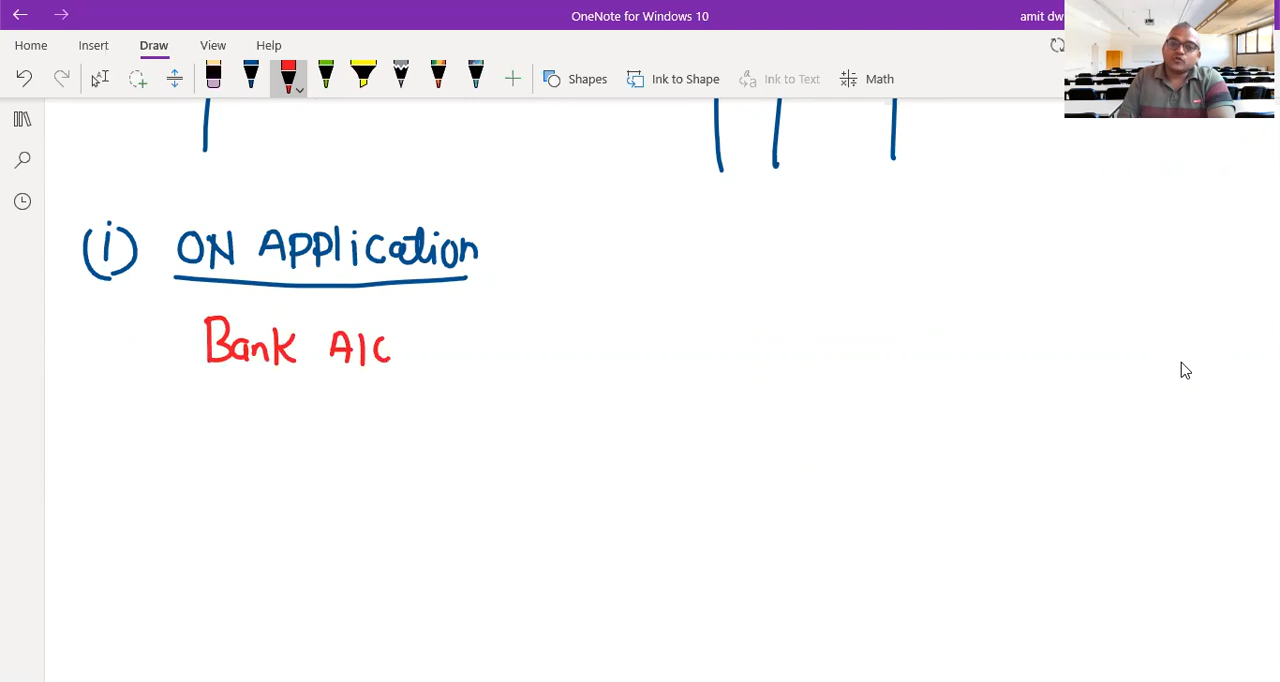 OneNote for Windows 10
amit dw
Home Insert Draw View Help
Shapes Ink to Shape Ink to Text Math
(i) ON Application
Bank A/C